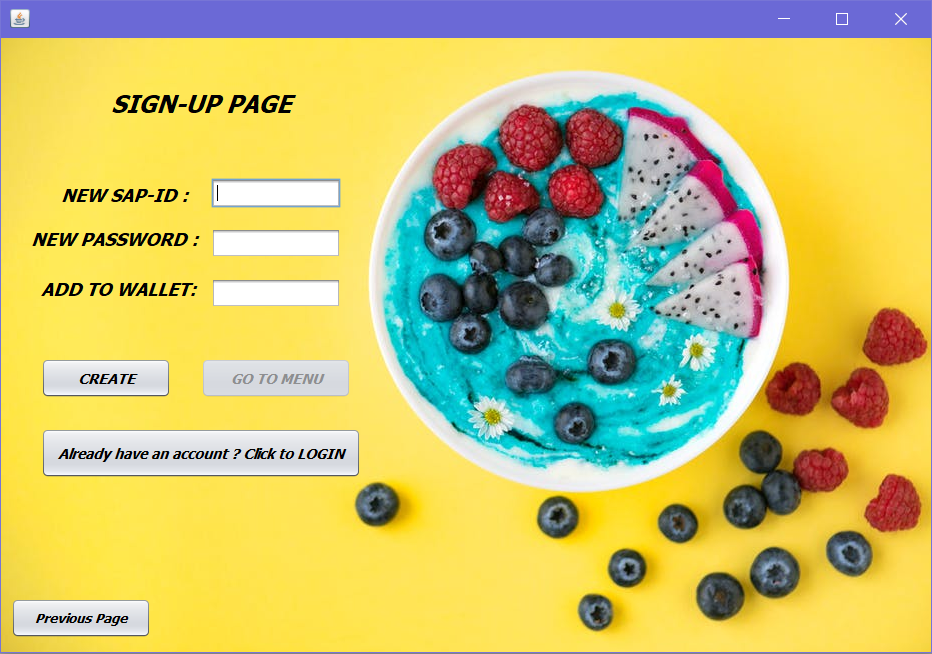 SIGN-UP PAGE
NEW SAP-ID :
NEW PASSWORD :
ADD TO WALLET:
CREATE
GO TO MENU
Already have an account ? Click to LOGIN
Previous Page